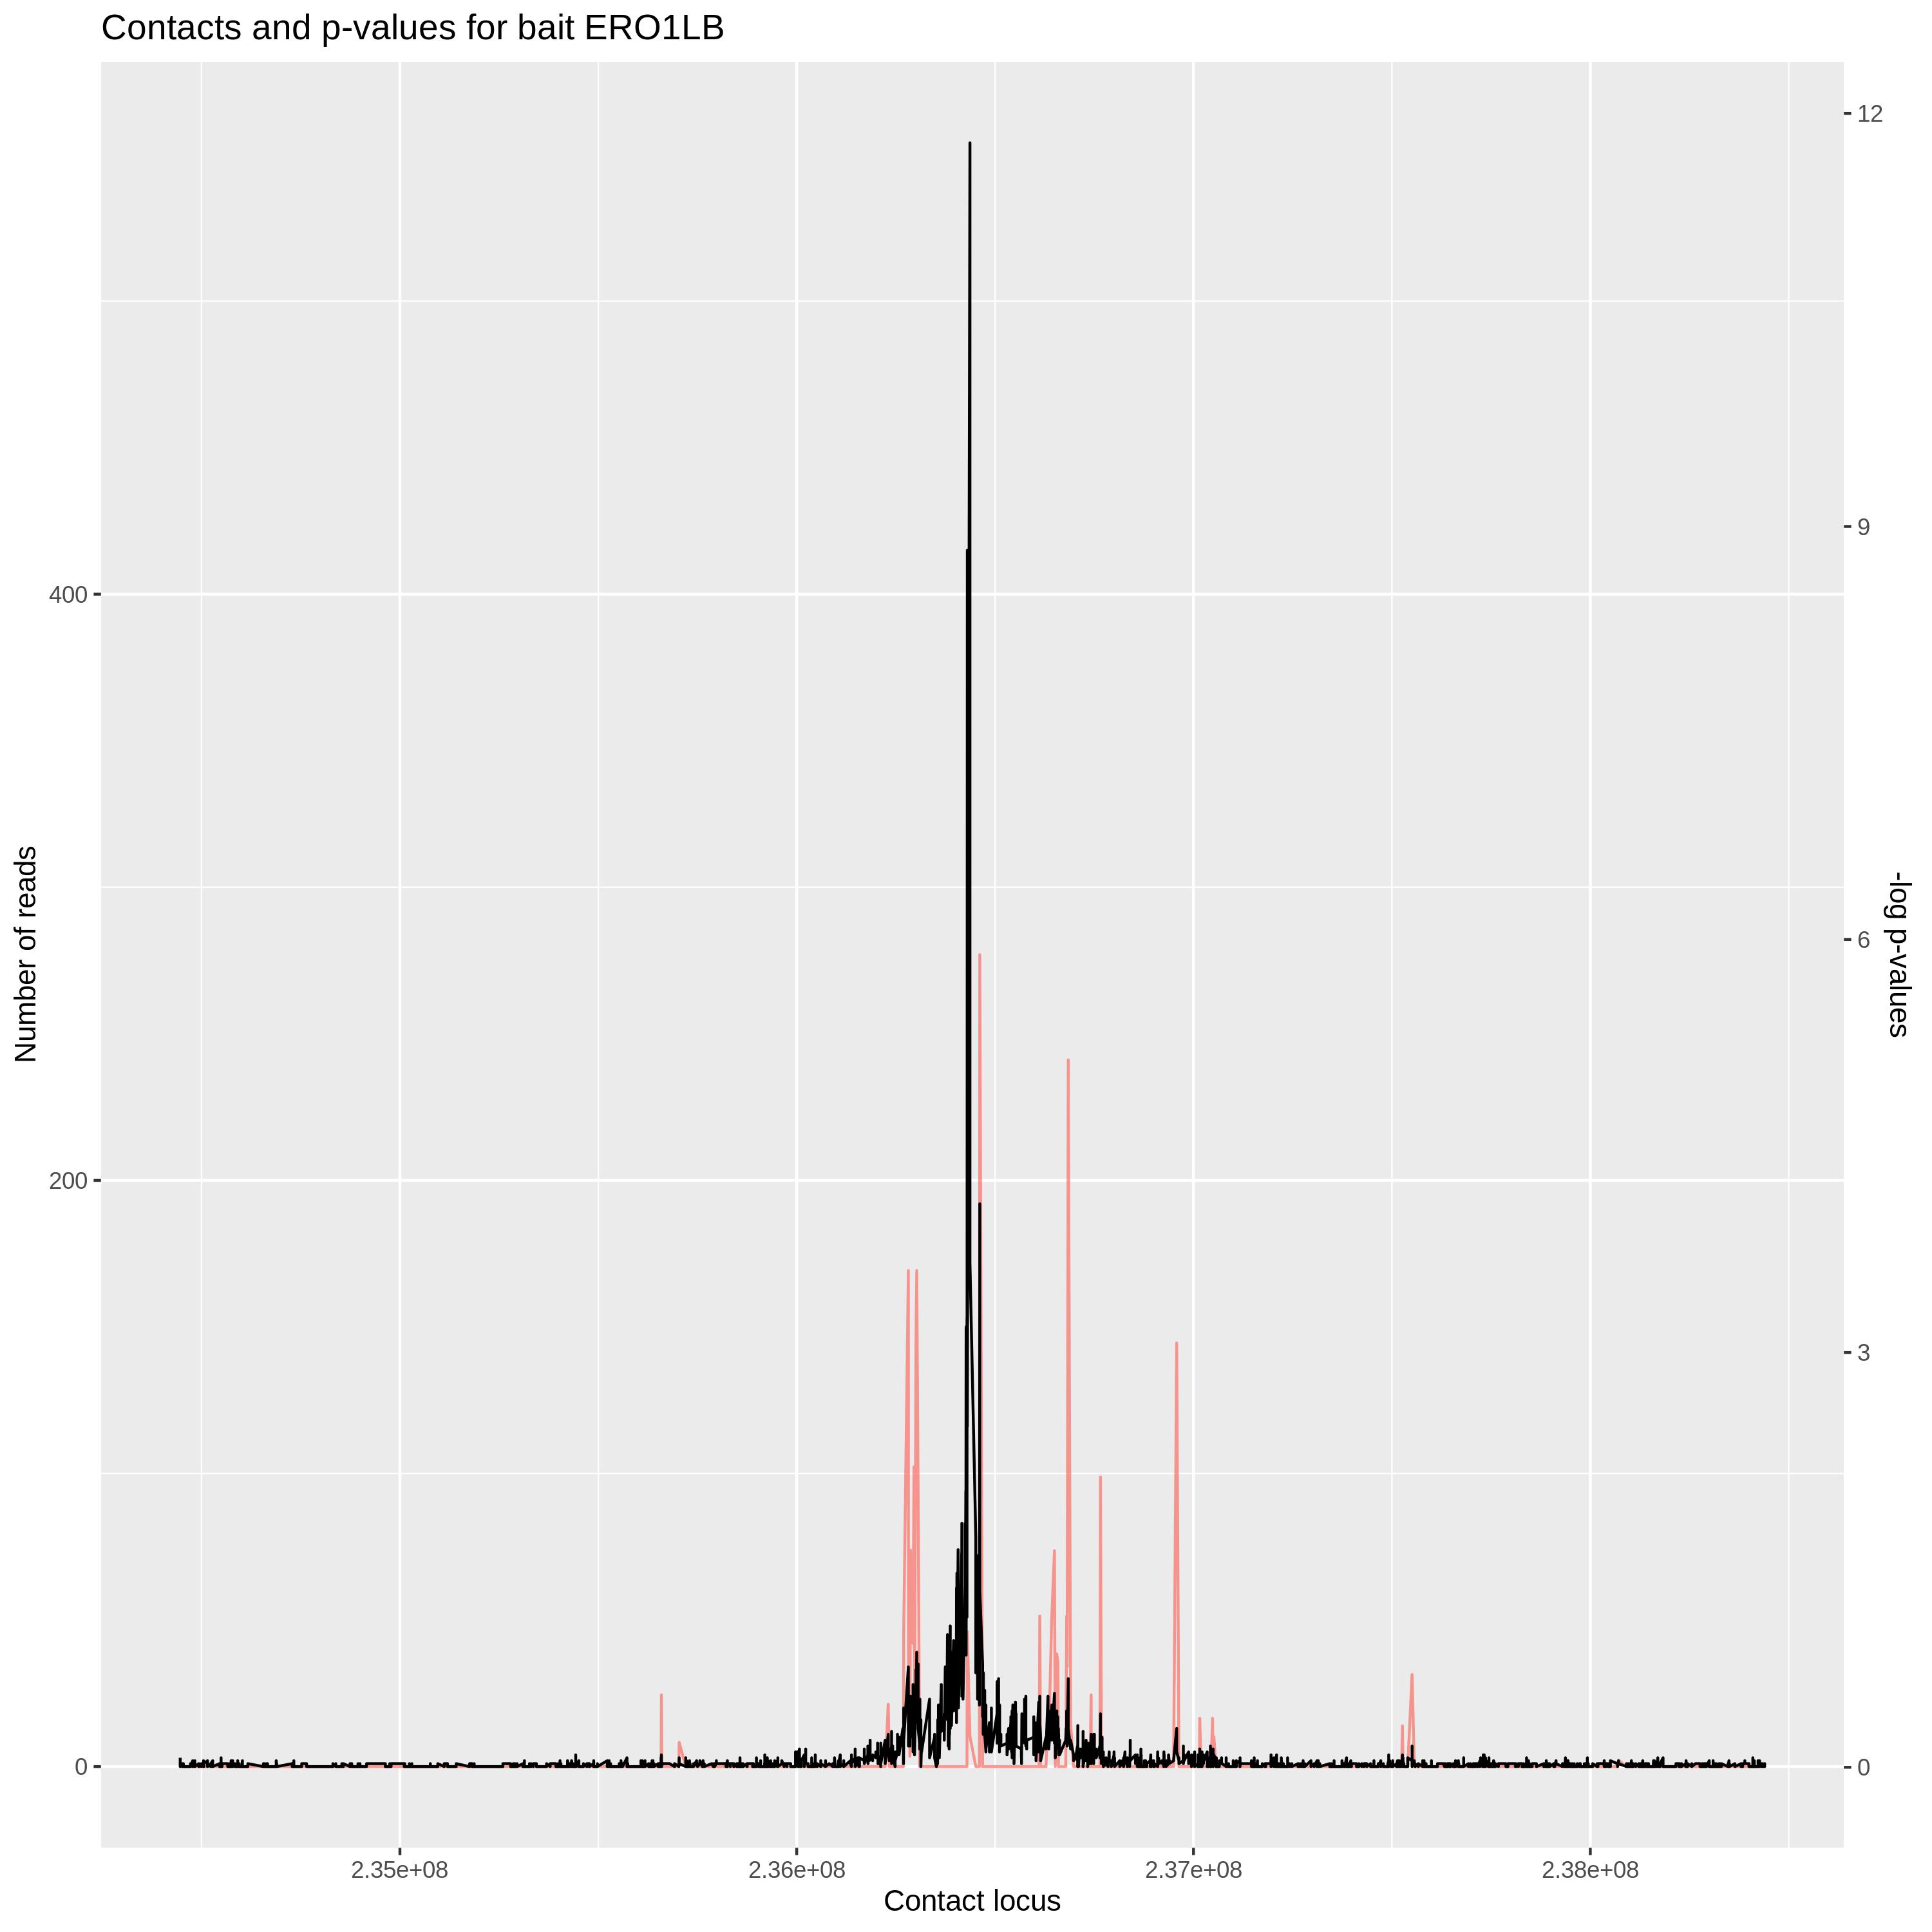 Contacts and p-values for bait ERO1LB
12
9
400
6
Number of reads
-log p-values
200
3
0
0
2.35e+08
2.36e+08
2.37e+08
2.38e+08
Contact locus